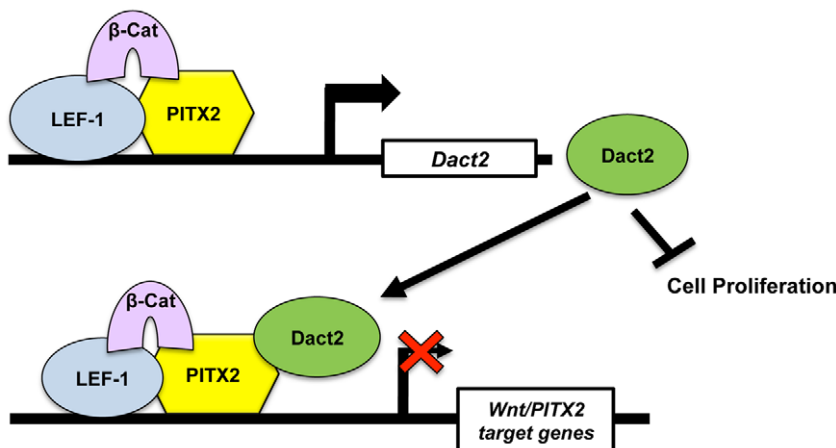 β-Cat
LEF-1
PITX2
Dact2
Dact2
Cell Proliferation
β-Cat
LEF-1
PITX2
Dact2
Wnt/PITX2
target genes